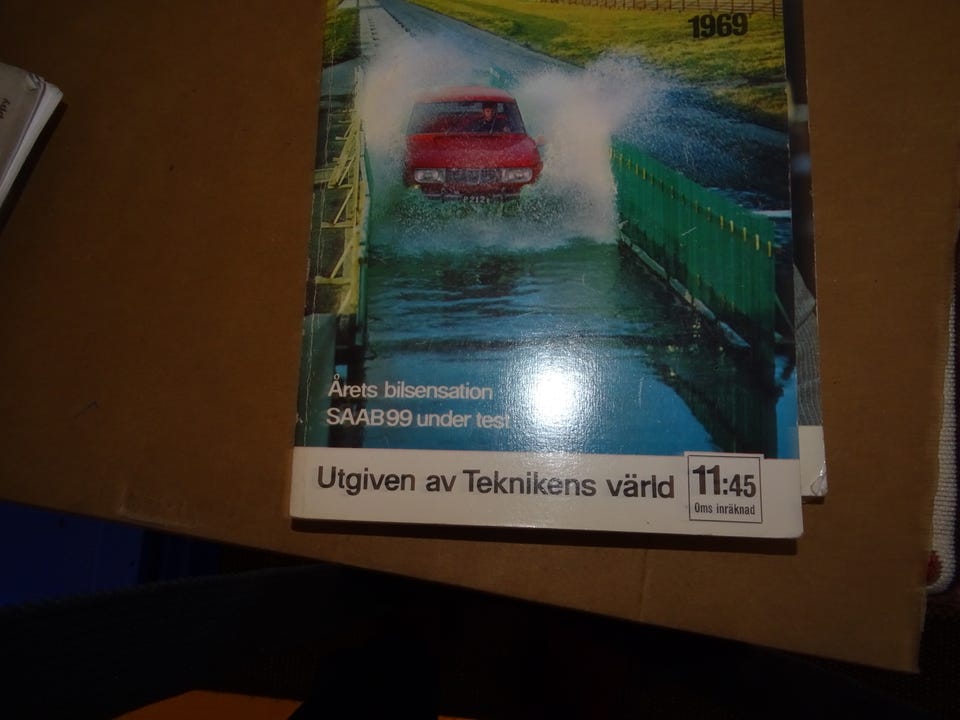 1969
Årets bilsensation
SAAB 99 under test
Utgiven av Teknikens värld
11:45
Oms inräknad